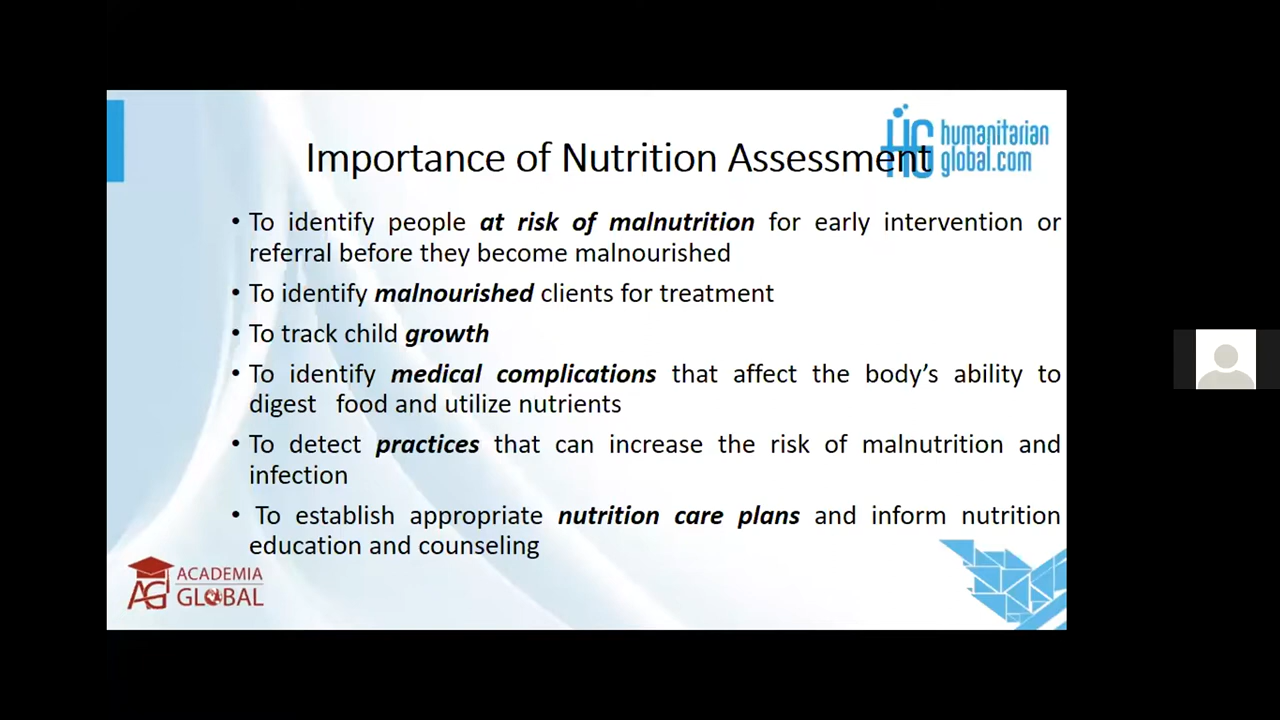 Importance of Nutrition Assessment
HG humanitarian
global.com
• To identify people at risk of malnutrition for early intervention or
referral before they become malnourished
• To identify malnourished clients for treatment
• To track child growth
• To identify medical complications that affect the body's ability to
digest food and utilize nutrients
• To detect practices that can increase the risk of malnutrition and
infection
• To establish appropriate nutrition care plans and inform nutrition
education and counseling
AG ACADEMIA
GLOBAL